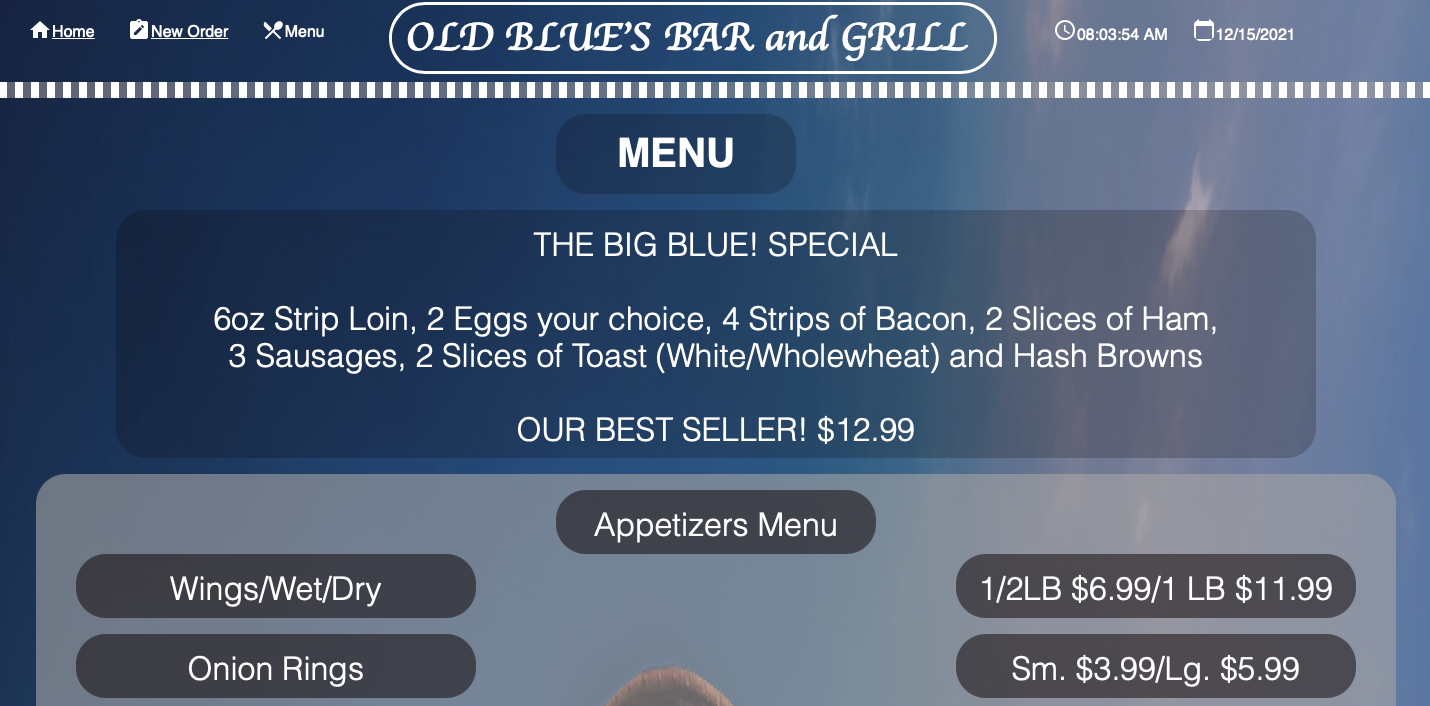 Home New Order Menu OLD BLUE'S BAR and GRILL 08:03:54 AM 12/15/2021
MENU
THE BIG BLUE! SPECIAL
6oz Strip Loin, 2 Eggs your choice, 4 Strips of Bacon, 2 Slices of Ham,
3 Sausages, 2 Slices of Toast (White/Wholewheat) and Hash Browns
OUR BEST SELLER! $12.99
Appetizers Menu
Wings/Wet/Dry 1/2LB $6.99/1 LB $11.99
Onion Rings Sm. $3.99/Lg. $5.99